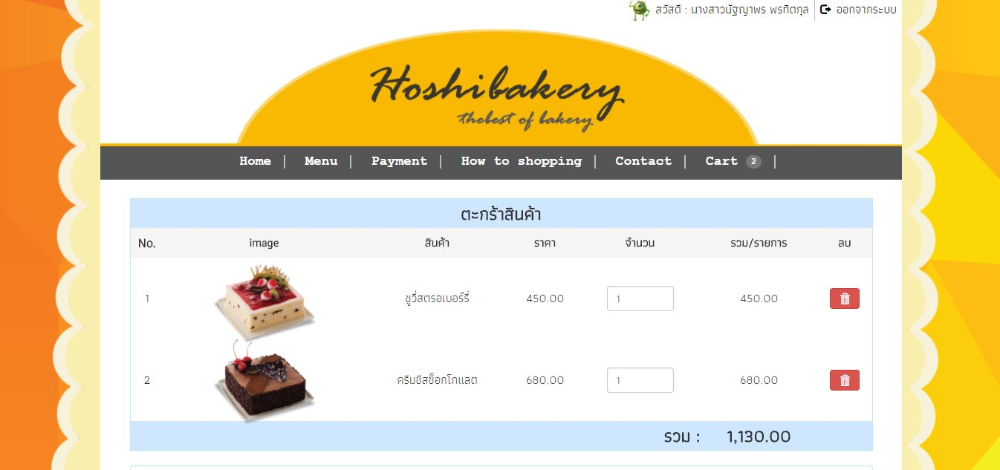 สวัสดี : นางสาวนัฐญาพร พรทิตกุล ออกจากระบบ
Hoshibakery
thebest of bakery
Home | Menu | Payment | How to shopping | Contact | Cart 2 |
ตะกร้าสินค้า
No. image สินค้า ราคา จำนวน รวม/รายการ ลบ
1 ชูวี่สตรอเบอร์รี่ 450.00 1 450.00
2 ครีมชีสช็อกโกแลต 680.00 1 680.00
รวม : 1,130.00